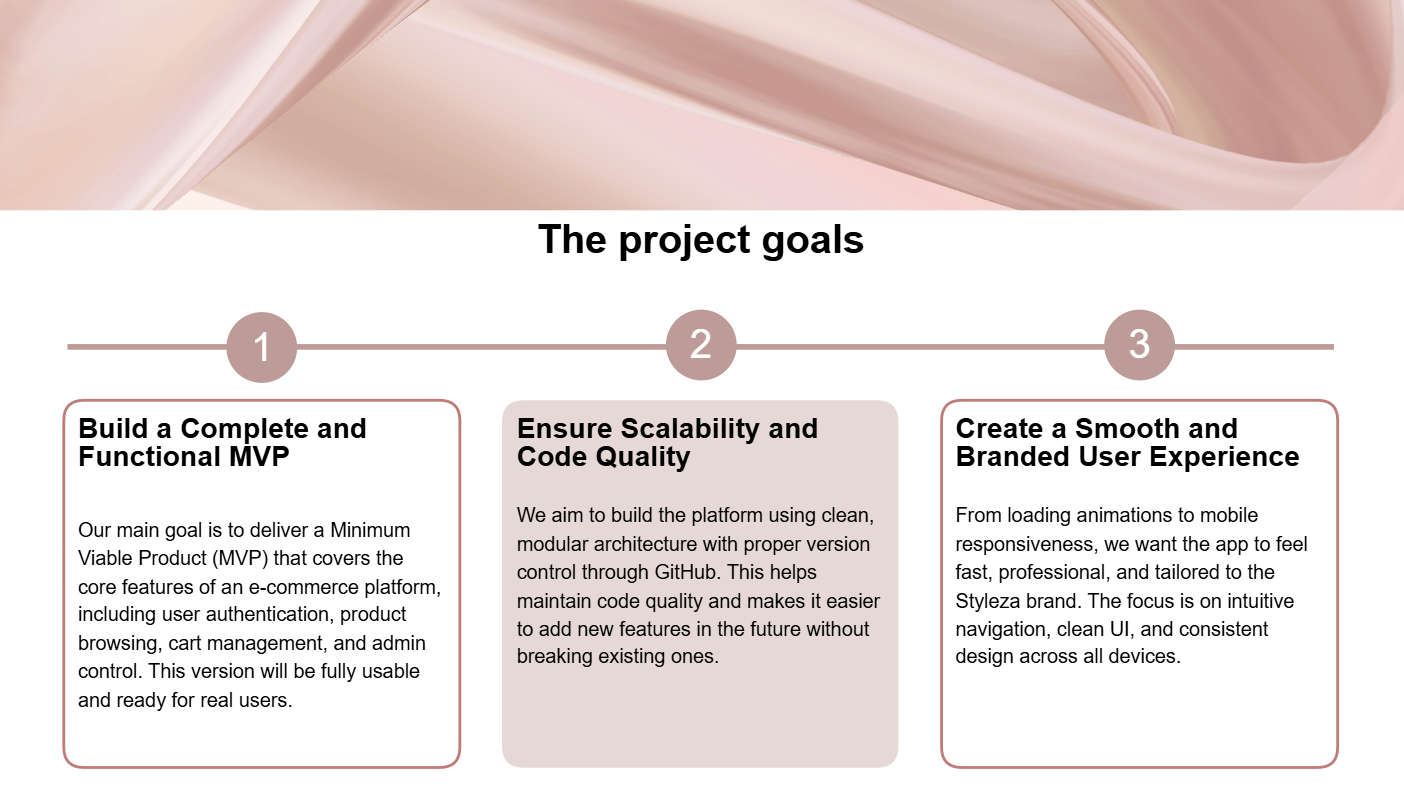 The project goals
1
2
3
Build a Complete and
Functional MVP
Our main goal is to deliver a Minimum
Viable Product (MVP) that covers the
core features of an e-commerce platform,
including user authentication, product
browsing, cart management, and admin
control. This version will be fully usable
and ready for real users.
Ensure Scalability and
Code Quality
We aim to build the platform using clean,
modular architecture with proper version
control through GitHub. This helps
maintain code quality and makes it easier
to add new features in the future without
breaking existing ones.
Create a Smooth and
Branded User Experience
From loading animations to mobile
responsiveness, we want the app to feel
fast, professional, and tailored to the
Styleza brand. The focus is on intuitive
navigation, clean UI, and consistent
design across all devices.